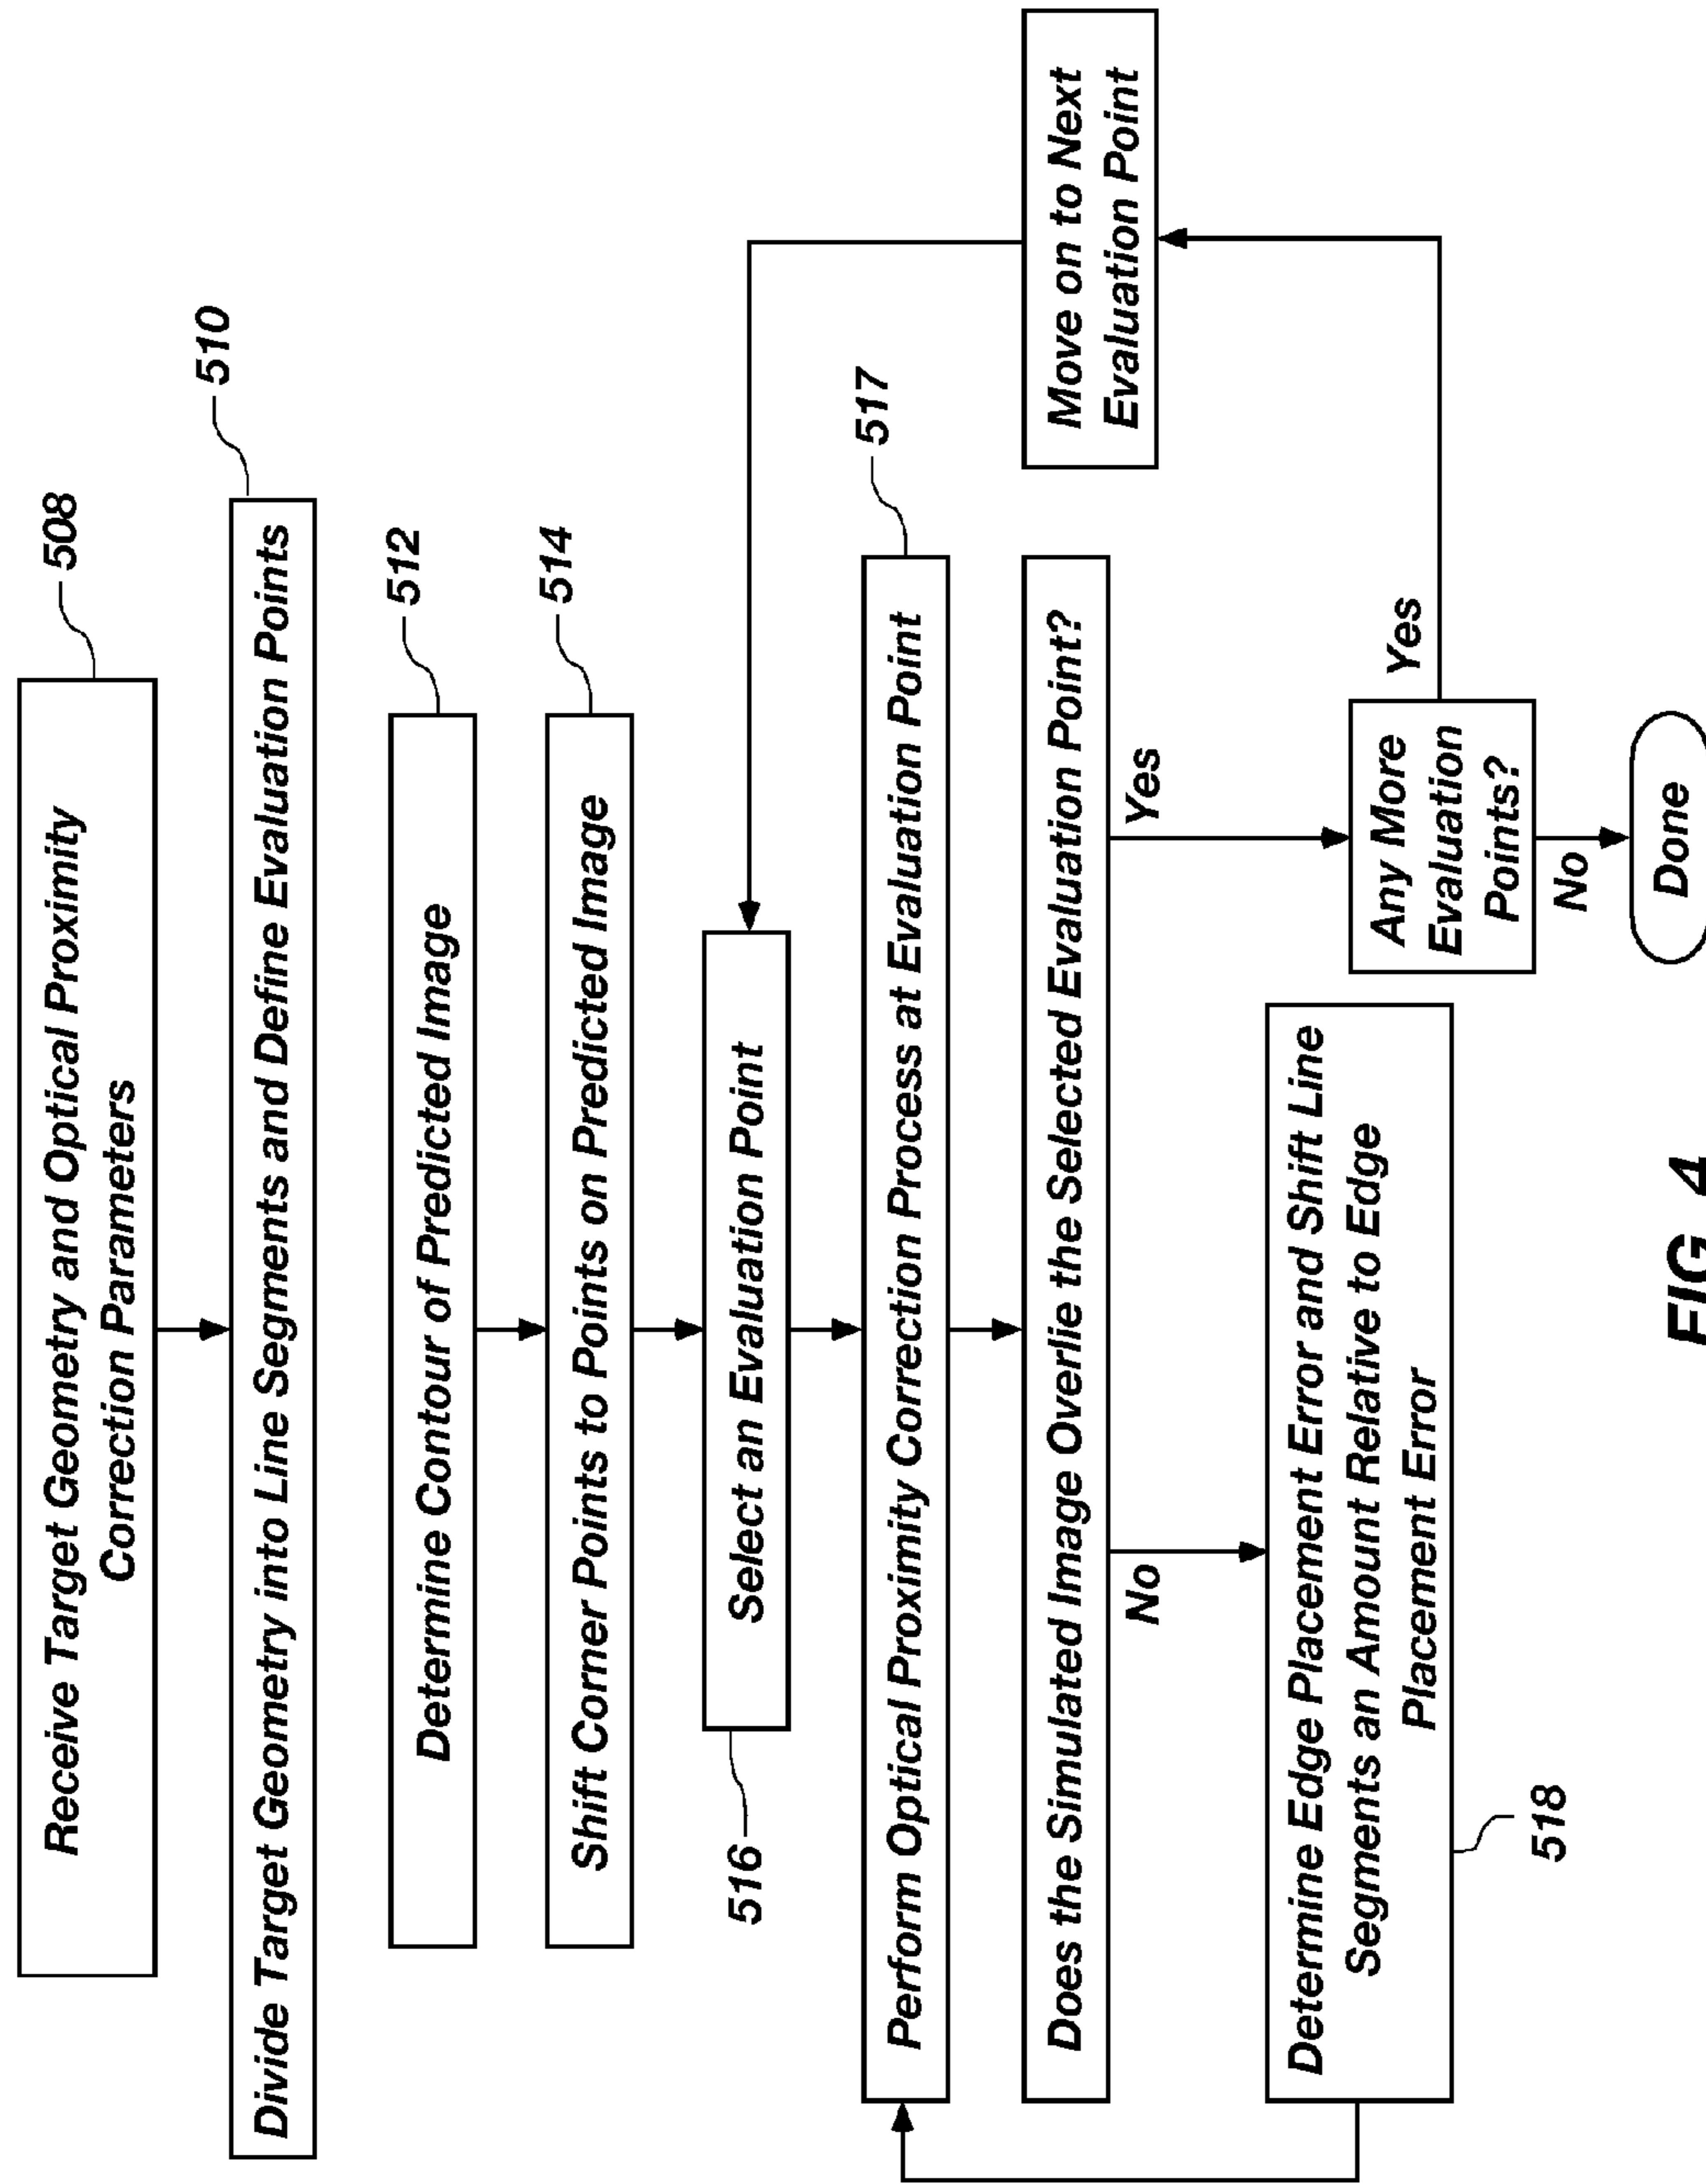 508
Receive Target Geometry and Optical Proximity
Correction Parameters
510
Divide Target Geometry into Line Segments and Define Evaluation Points
512
Determine Contour of Predicted Image
514
Shift Corner Points to Points on Predicted Image
516
Select an Evaluation Point
517
Perform Optical Proximity Correction Process at Evaluation Point
Does the Simulated Image Overlie the Selected Evaluation Point?
Move on to Next
Evaluation Point
No
Yes
Determine Edge Placement Error and Shift Line
Segments an Amount Relative to Edge
Placement Error
518
Any More
Evaluation
Points?
Yes
No
Done
FIG. 4